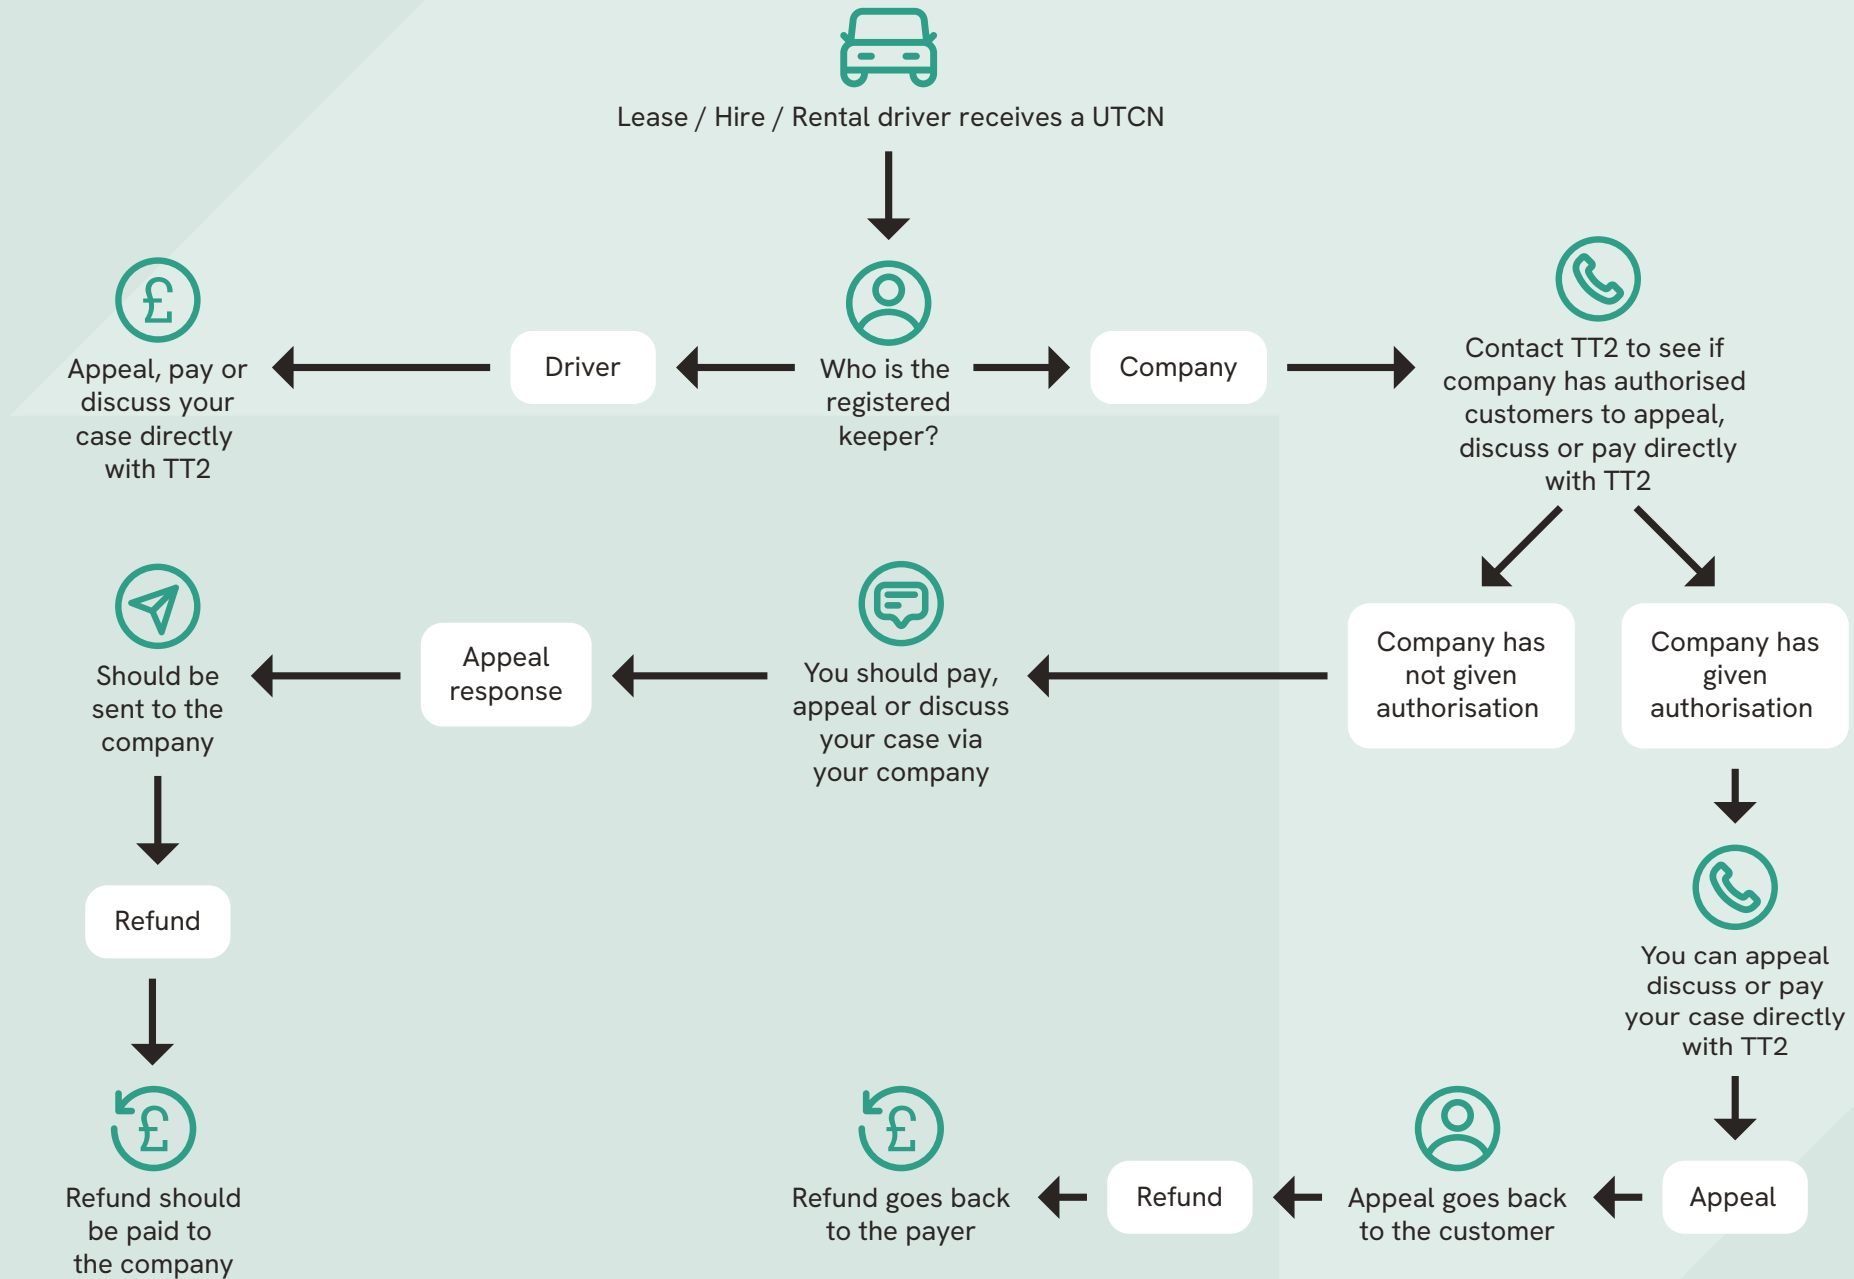 Lease / Hire / Rental driver receives a UTCN
£
Appeal, pay or
discuss your
case directly
with TT2
Driver
Who is the
registered
keeper?
Company
Contact TT2 to see if
company has authorised
customers to appeal,
discuss or pay directly
with TT2
Should be
sent to the
company
Appeal
response
You should pay,
appeal or discuss
your case via
your company
Company has
not given
authorisation
Company has
given
authorisation
Refund
You can appeal
discuss or pay
your case directly
with TT2
£
Refund should
be paid to
the company
£
Refund goes back
to the payer
Refund
Appeal goes back
to the customer
Appeal